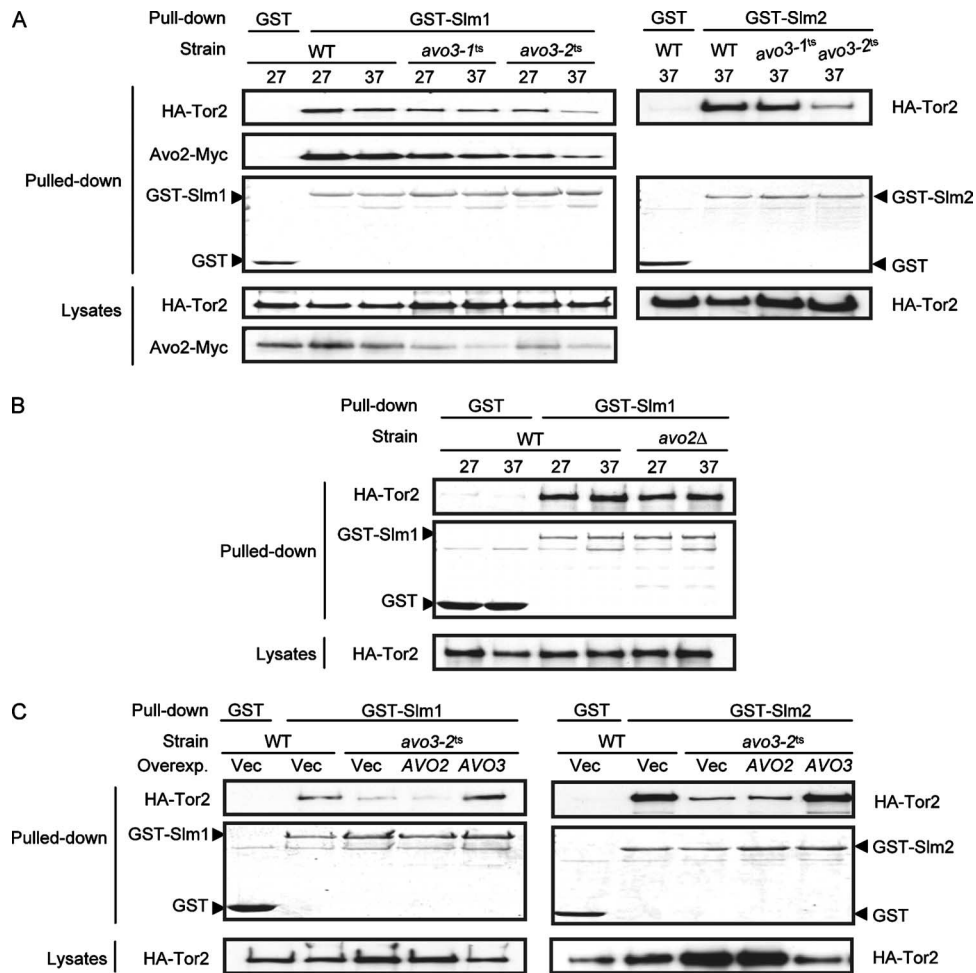 A
Pull-down GST GST-Slm1
Strain WT avo3-1ts avo3-2ts
27 27 37 27 37 27 37
Pulled-down
HA-Tor2
Avo2-Myc
GST-Slm1
GST
Lysates
HA-Tor2
Avo2-Myc
GST GST-Slm2
WT WT avo3-1ts avo3-2ts
37 37 37 37
HA-Tor2
GST-Slm2
GST
HA-Tor2
B
Pull-down GST GST-Slm1
Strain WT avo2Δ
27 37 27 37 27 37
Pulled-down
HA-Tor2
GST-Slm1
GST
Lysates HA-Tor2
C
Pull-down GST GST-Slm1
Strain WT avo3-2ts
Overexp. Vec Vec Vec AVO2 AVO3
Pulled-down
HA-Tor2
GST-Slm1
GST
Lysates HA-Tor2
GST GST-Slm2
WT avo3-2ts
Vec Vec Vec AVO2 AVO3
HA-Tor2
GST-Slm2
GST
HA-Tor2